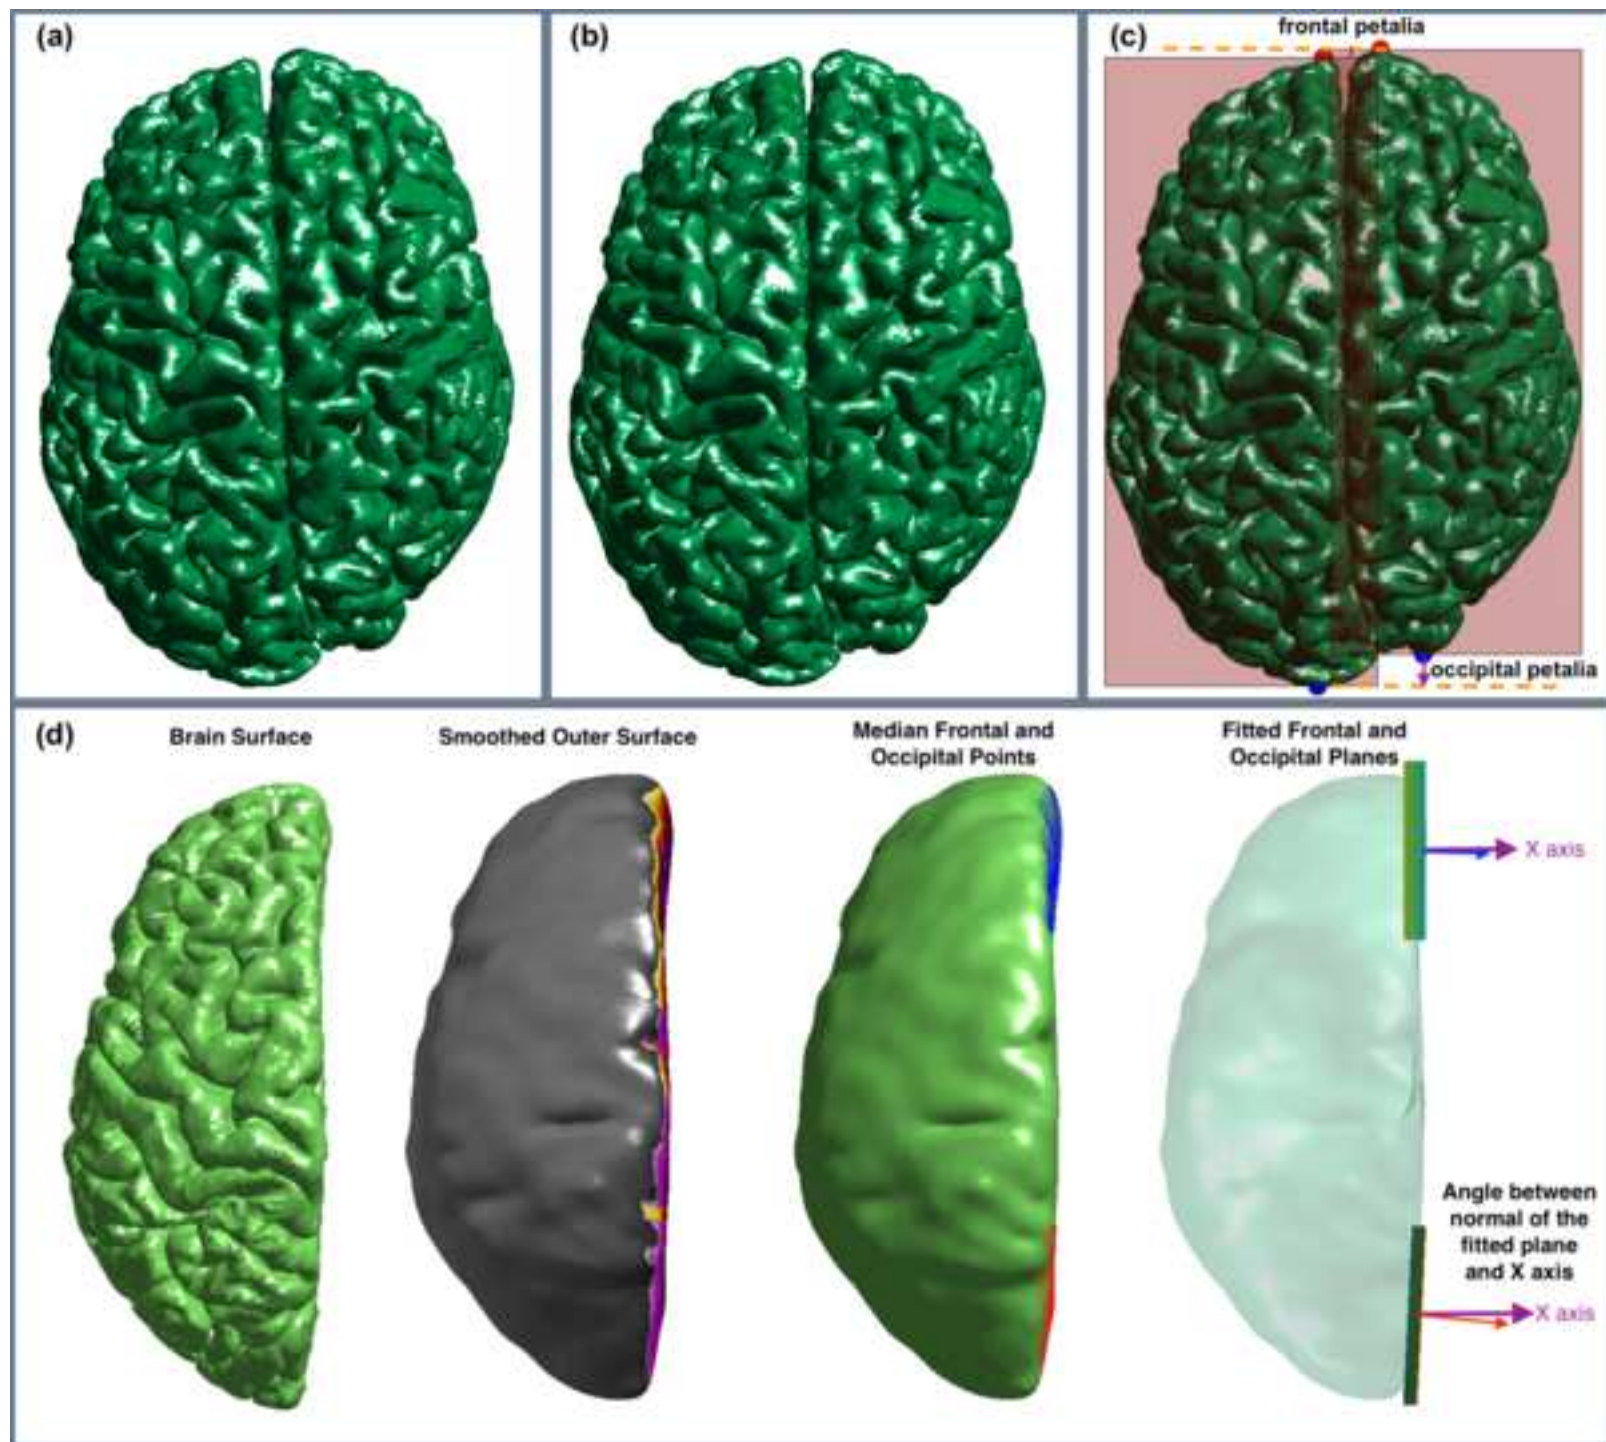 (a)
(b)
(c)
frontal petalia
occipital petalia
(d)
Brain Surface
Smoothed Outer Surface
Median Frontal and
Occipital Points
Fitted Frontal and
Occipital Planes
X axis
Angle between
normal of the
fitted plane
and X axis
X axis